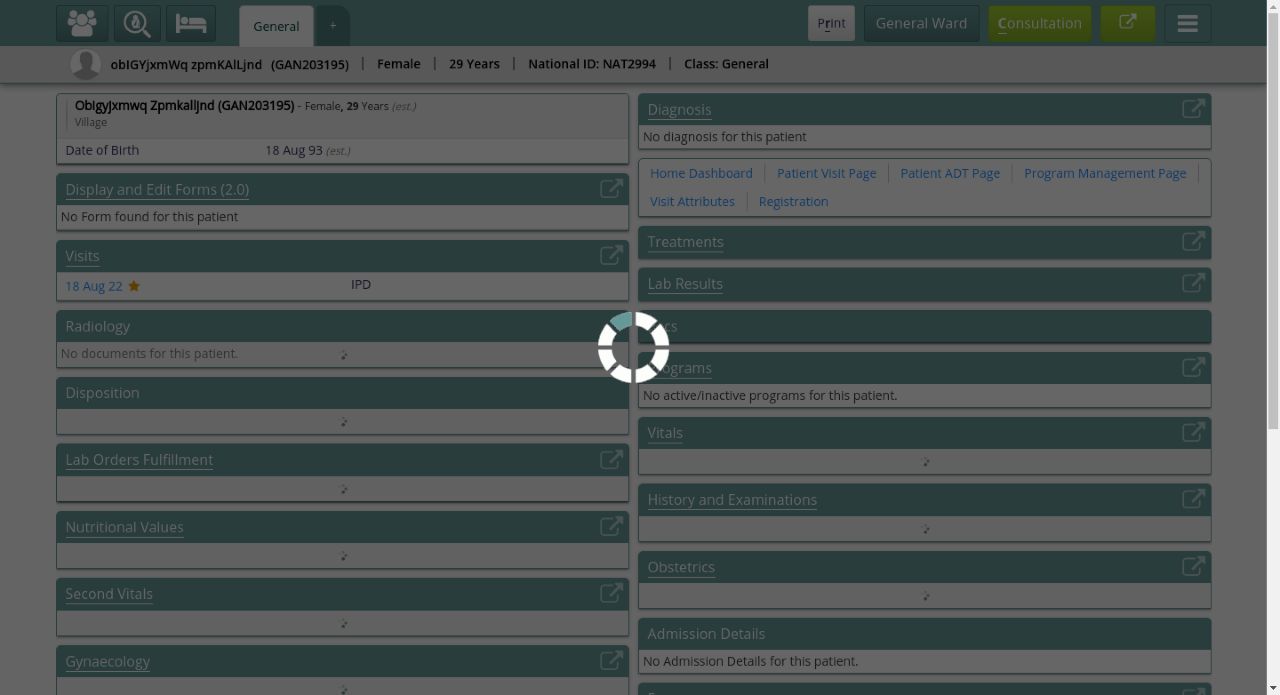 General
+
Print
General Ward
Consultation
obIGYjxmWq zpmKAlLjnd (GAN203195) | Female | 29 Years | National ID: NAT2994 | Class: General
Obigyjxmwq Zpmkalljnd (GAN203195) - Female, 29 Years (est.)
Village
Date of Birth 18 Aug 93 (est.)
Display and Edit Forms (2.0)
No Form found for this patient
Visits
18 Aug 22 IPD
Radiology
No documents for this patient.
Disposition
Lab Orders Fulfillment
Nutritional Values
Second Vitals
Gynaecology
Diagnosis
No diagnosis for this patient
Home Dashboard | Patient Visit Page | Patient ADT Page | Program Management Page |
Visit Attributes | Registration
Treatments
Lab Results
No active/inactive programs for this patient.
Vitals
History and Examinations
Obstetrics
Admission Details
No Admission Details for this patient.